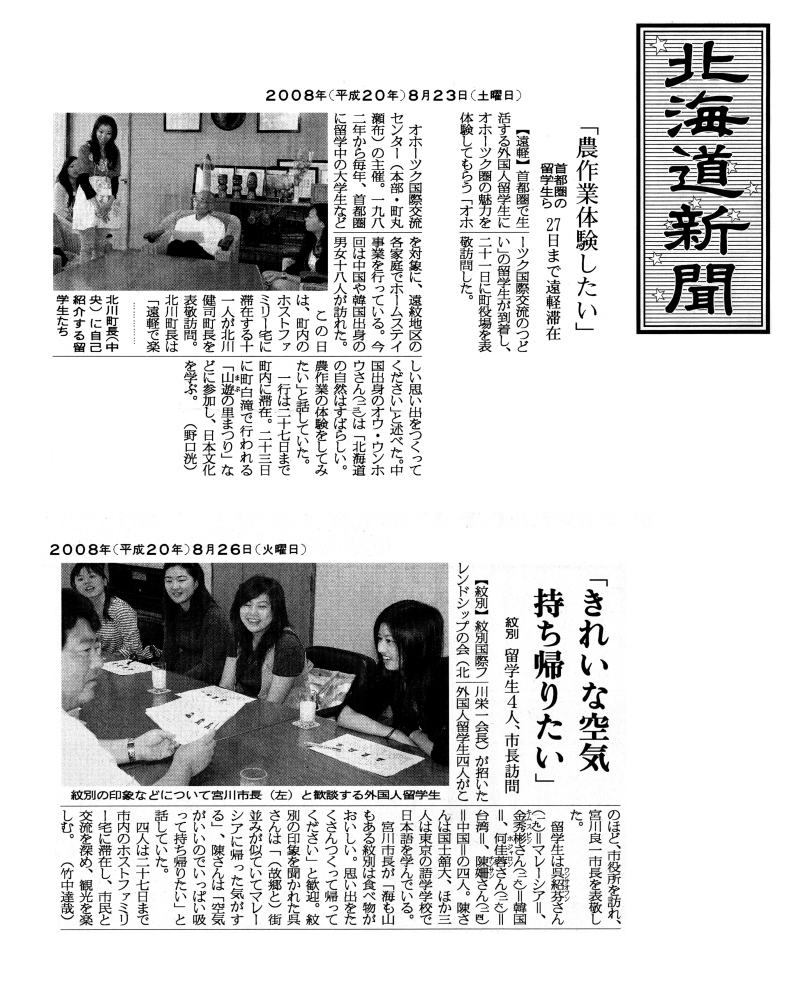 北海道新聞
2008年(平成20年)8月23日(土曜日)
「農作業体験したい」
首都圏の
留学生ら
27日まで遠軽滞在
【遠軽】首都圏で生
活する外国人留学生に
オホーツク圏の魅力を
体験してもらう「オホ
ーツク国際交流のつど
い」の留学生が到着し、
二十一日に町役場を表
敬訪問した。
オホーツク国際交流
センター(本部・町丸
瀬布)の主催。一九八
二年から毎年、首都圏
に留学中の大学生など
を対象に、遠紋地区の
各家庭でホームステイ
事業を行っている。今
回は中国や韓国出身の
男女十八人が訪れた。
この日
は、町内の
ホストファ
ミリー宅に
滞在する十
一人が北川
健司町長を
表敬訪問。
北川町長は
「遠軽で楽
しい思い出をつくって
ください」と述べた。中
国出身のオウ・ウンホ
ウさん
は「北海道
の自然はすばらしい。
農作業の体験をしてみ
たい」と話していた。
一行は二十七日まで
町内に滞在。二十三日
に町白滝で行われる
「山遊の里まつり」な
どに参加し、日本文化
を学ぶ。(野口洸)
北川町長(中
央)に自己
紹介する留
学生たち
2008年(平成20年)8月26日(火曜日)
「きれいな空気
持ち帰りたい」
紋別 留学生4人、市長訪問
【紋別】紋別国際フ
レンドシップの会(北
川栄一会長)が招いた
外国人留学生四人がこ
のほど、市役所を訪れ、
宮川良一市長を表敬し
た。
留学生は呉紹芬さん
=マレーシア=、
金秀彬さん
=韓国
=、何佳蓉さん
=
台湾=、陳姍さん
=中国=の四人。陳さ
んは国士舘大、ほか三
人は東京の語学学校で
日本語を学んでいる。
宮川市長が「海も山
もある紋別は食べ物が
おいしい。思い出をた
くさんつくって帰って
ください」と歓迎。紋
別の印象を聞かれた呉
さんは「(故郷と)街
並みが似ていてマレー
シアに帰った気がす
る」、陳さんは「空気
がいいのでいっぱい吸
って持ち帰りたい」と
話していた。
四人は二十七日まで
市内のホストファミリ
ー宅に滞在し、市民と
交流を深め、観光を楽
しむ。(竹中達哉)
紋別の印象などについて宮川市長(左)と歓談する外国人留学生